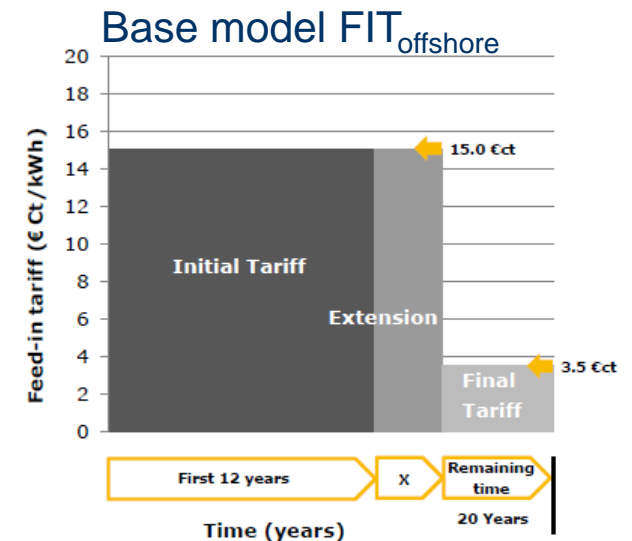 Base model FIToffshore
Feed-in tariff (€ Ct/kWh)
20
18
16
14
12
10
8
6
4
2
0
15.0 €ct
Initial Tariff
Extension
3.5 €ct
Final
Tariff
First 12 years
X
Remaining
time
20 Years
Time (years)